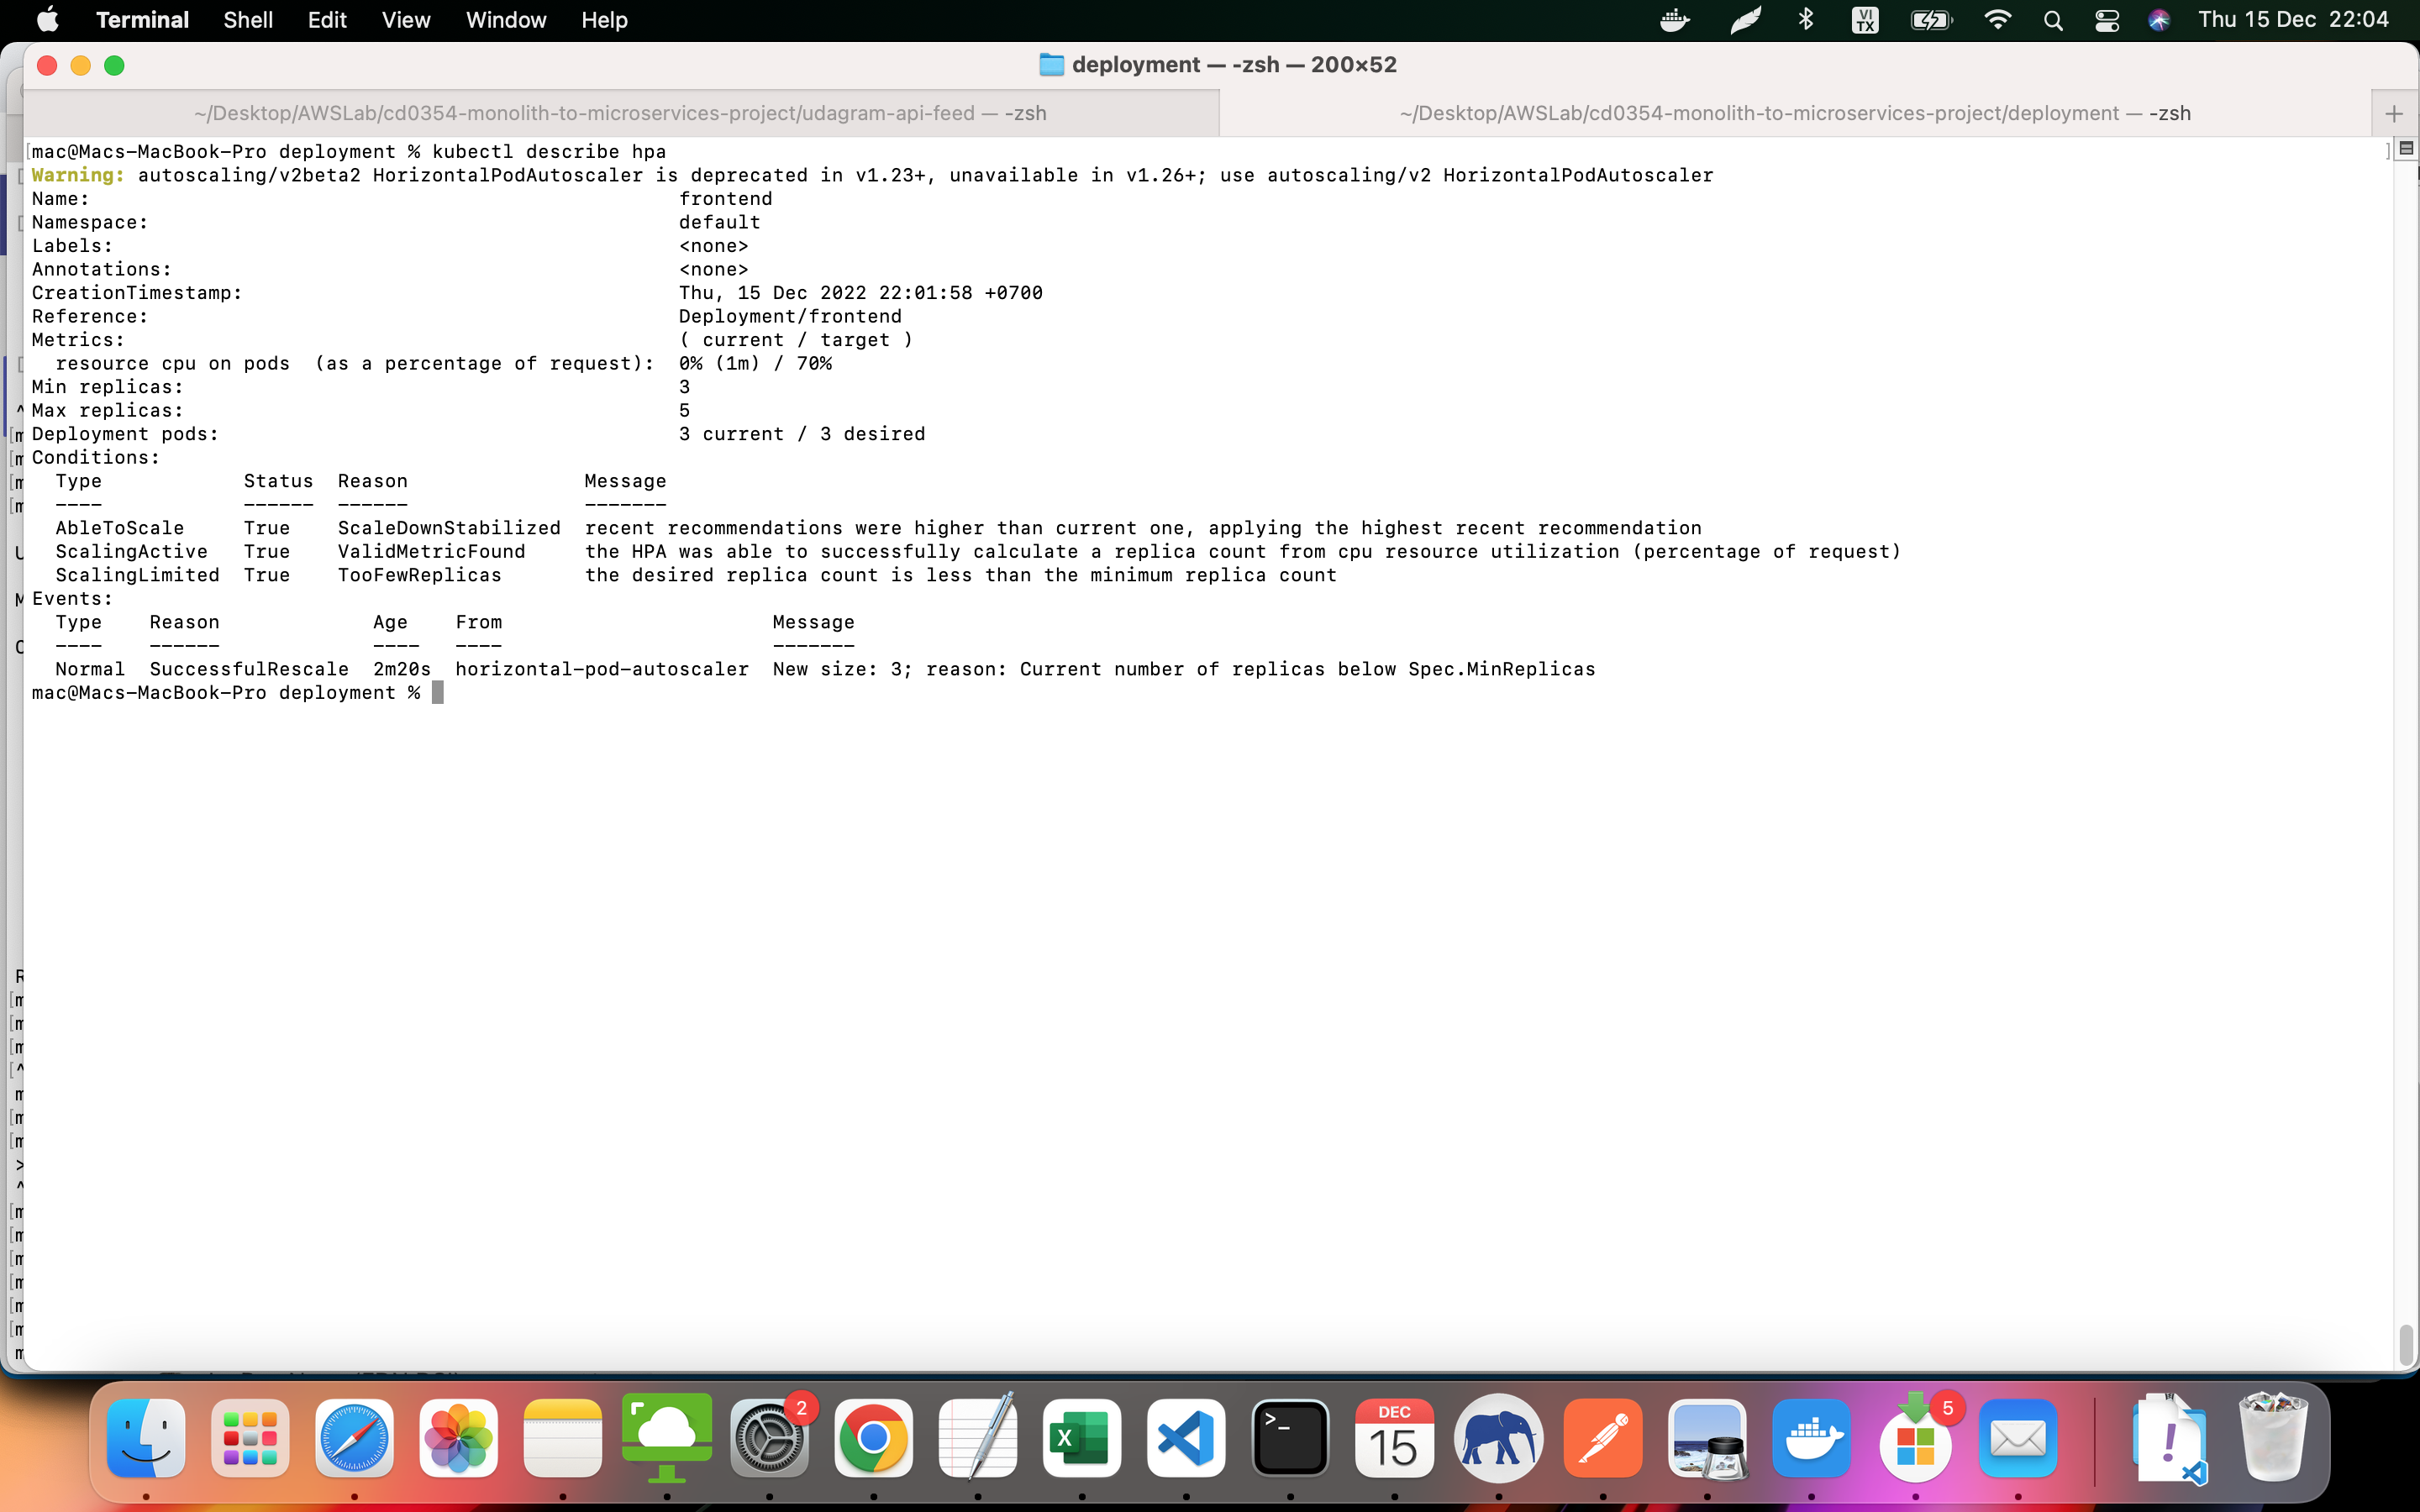 Terminal Shell Edit View Window Help VI TX Thu 15 Dec 22:04
deployment — -zsh — 200×52
~/Desktop/AWSLab/cd0354-monolith-to-microservices-project/udagram-api-feed — -zsh
~/Desktop/AWSLab/cd0354-monolith-to-microservices-project/deployment — -zsh
mac@Macs-MacBook-Pro deployment % kubectl describe hpa
Warning: autoscaling/v2beta2 HorizontalPodAutoscaler is deprecated in v1.23+, unavailable in v1.26+; use autoscaling/v2 HorizontalPodAutoscaler
Name: frontend
Namespace: default
Labels: <none>
Annotations: <none>
CreationTimestamp: Thu, 15 Dec 2022 22:01:58 +0700
Reference: Deployment/frontend
Metrics: ( current / target )
resource cpu on pods (as a percentage of request): 0% (1m) / 70%
Min replicas: 3
Max replicas: 5
Deployment pods: 3 current / 3 desired
Conditions:
Type Status Reason Message
---- ------ ------ -------
AbleToScale True ScaleDownStabilized recent recommendations were higher than current one, applying the highest recent recommendation
ScalingActive True ValidMetricFound the HPA was able to successfully calculate a replica count from cpu resource utilization (percentage of request)
ScalingLimited True TooFewReplicas the desired replica count is less than the minimum replica count
Events:
Type Reason Age From Message
---- ------ ---- ---- -------
Normal SuccessfulRescale 2m20s horizontal-pod-autoscaler New size: 3; reason: Current number of replicas below Spec.MinReplicas
mac@Macs-MacBook-Pro deployment %
2
X
>_
DEC
15
5
!